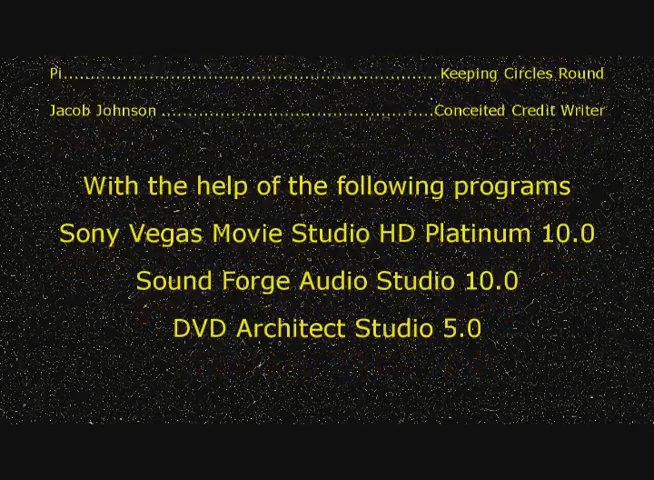 Pi......................................................................Keeping Circles Round
Jacob Johnson ...................................................Conceited Credit Writer
With the help of the following programs
Sony Vegas Movie Studio HD Platinum 10.0
Sound Forge Audio Studio 10.0
DVD Architect Studio 5.0